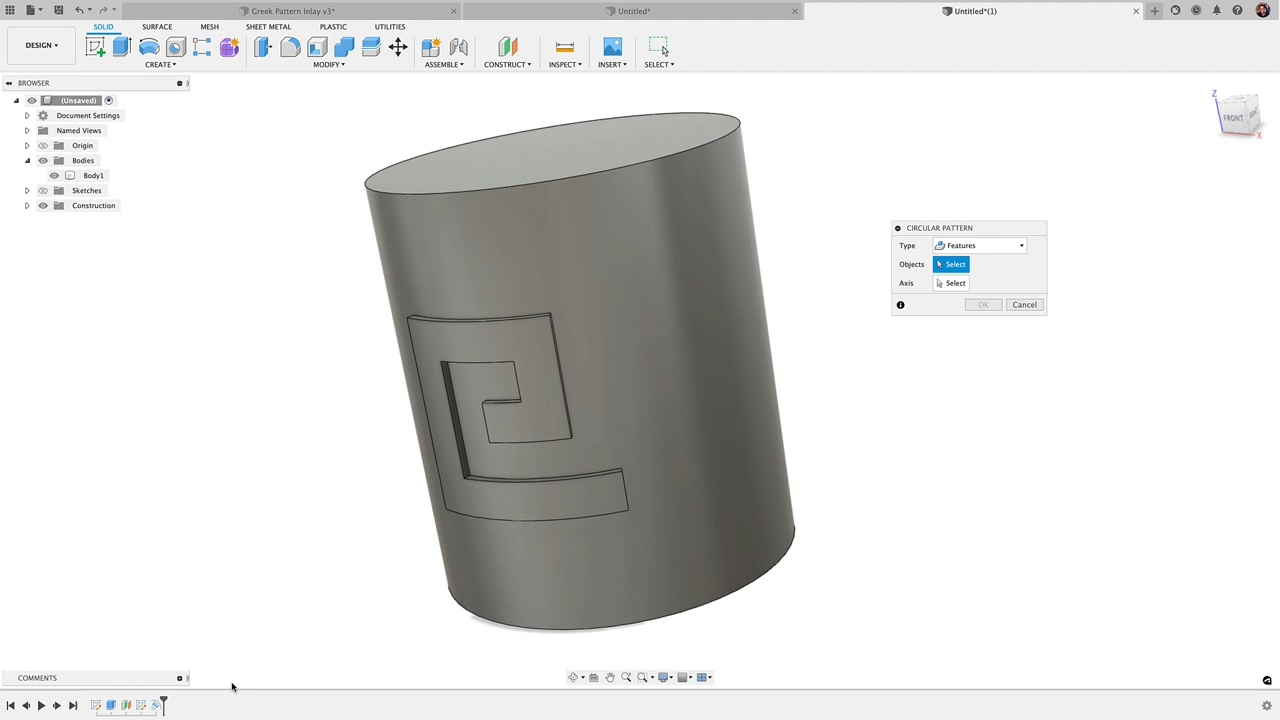 Greek Pattern Inlay v3*
Untitled*
Untitled*(1)
DESIGN
SOLID SURFACE MESH SHEET METAL PLASTIC UTILITIES
CREATE MODIFY ASSEMBLE CONSTRUCT INSPECT INSERT SELECT
BROWSER
(Unsaved)
Document Settings
Named Views
Origin
Bodies
Body1
Sketches
Construction
Z
FRONT
X
CIRCULAR PATTERN
Type Features
Objects Select
Axis Select
OK Cancel
COMMENTS